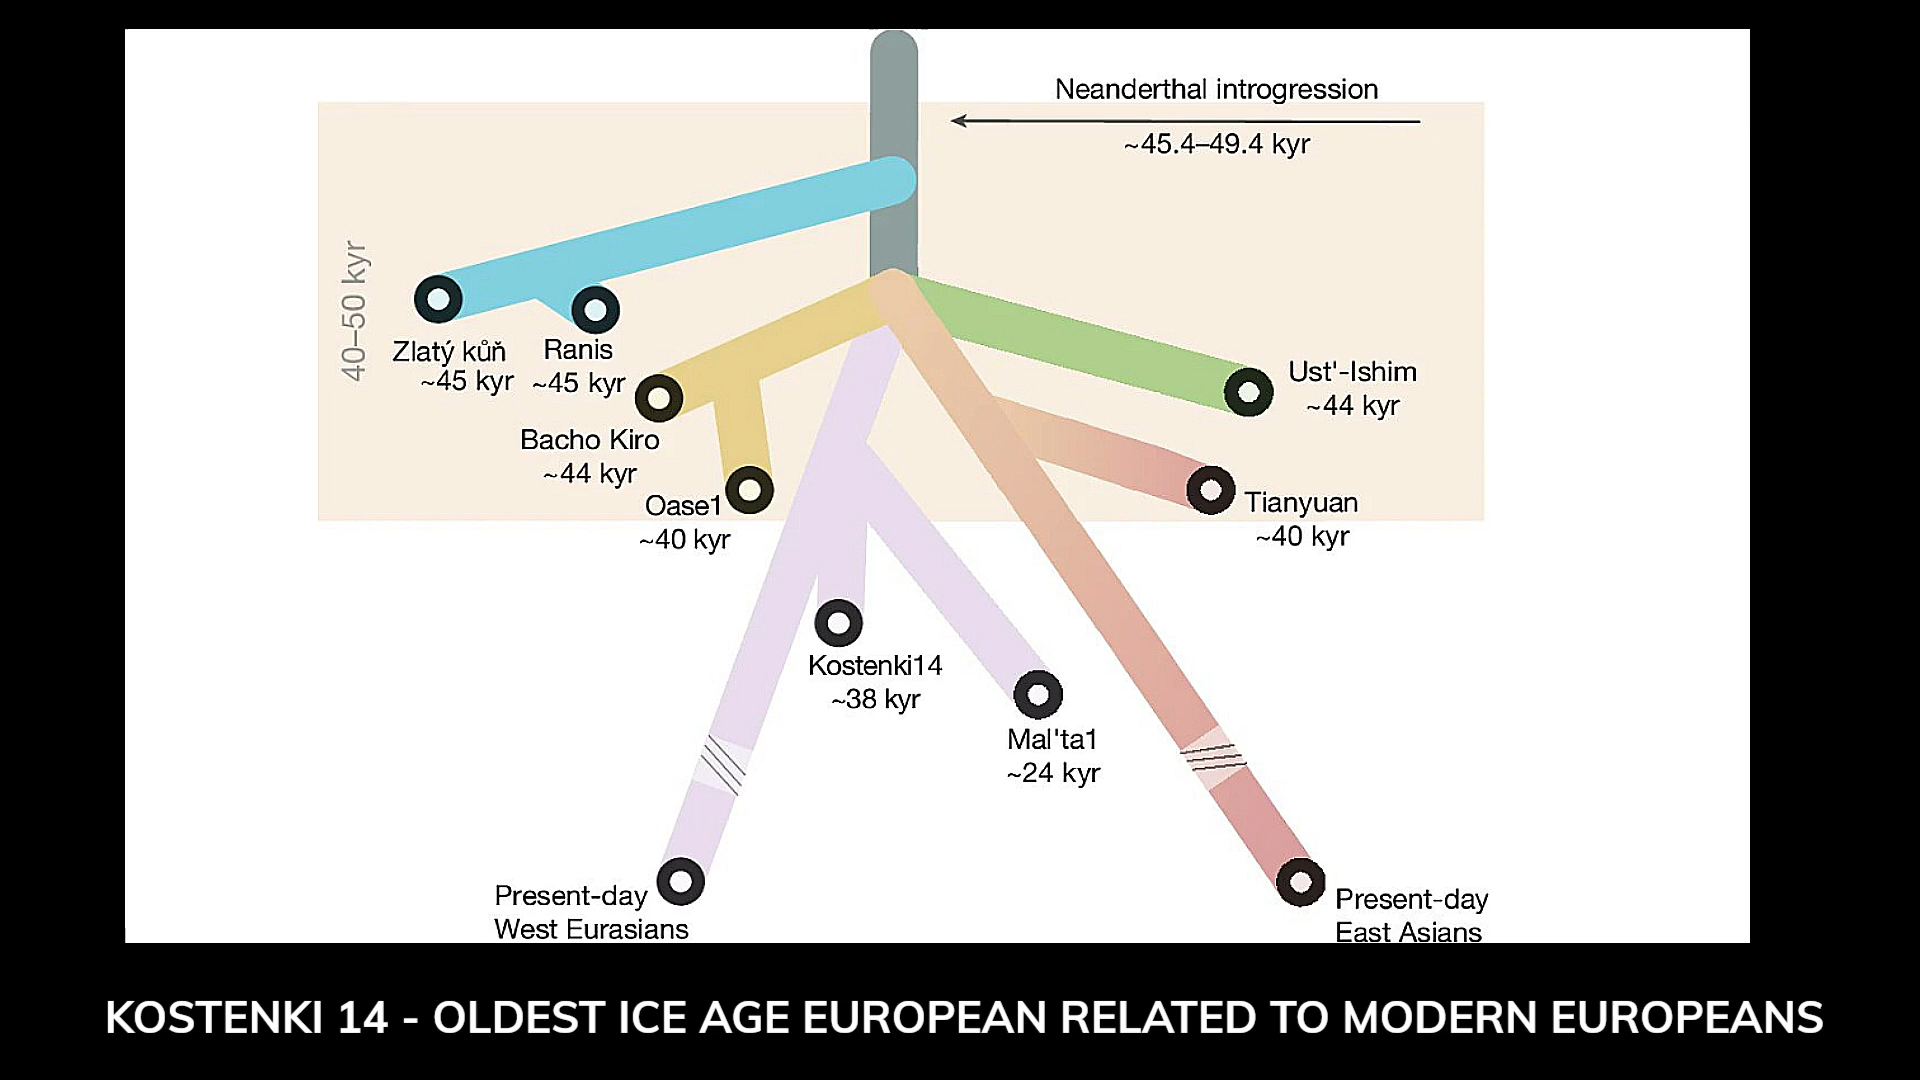 Neanderthal introgression
~45.4–49.4 kyr
40–50 kyr
Zlatý kůň
~45 kyr
Ranis
~45 kyr
Bacho Kiro
~44 kyr
Oase1
~40 kyr
Ust'-Ishim
~44 kyr
Tianyuan
~40 kyr
Kostenki14
~38 kyr
Mal'ta1
~24 kyr
Present-day
West Eurasians
Present-day
East Asians
KOSTENKI 14 - OLDEST ICE AGE EUROPEAN RELATED TO MODERN EUROPEANS